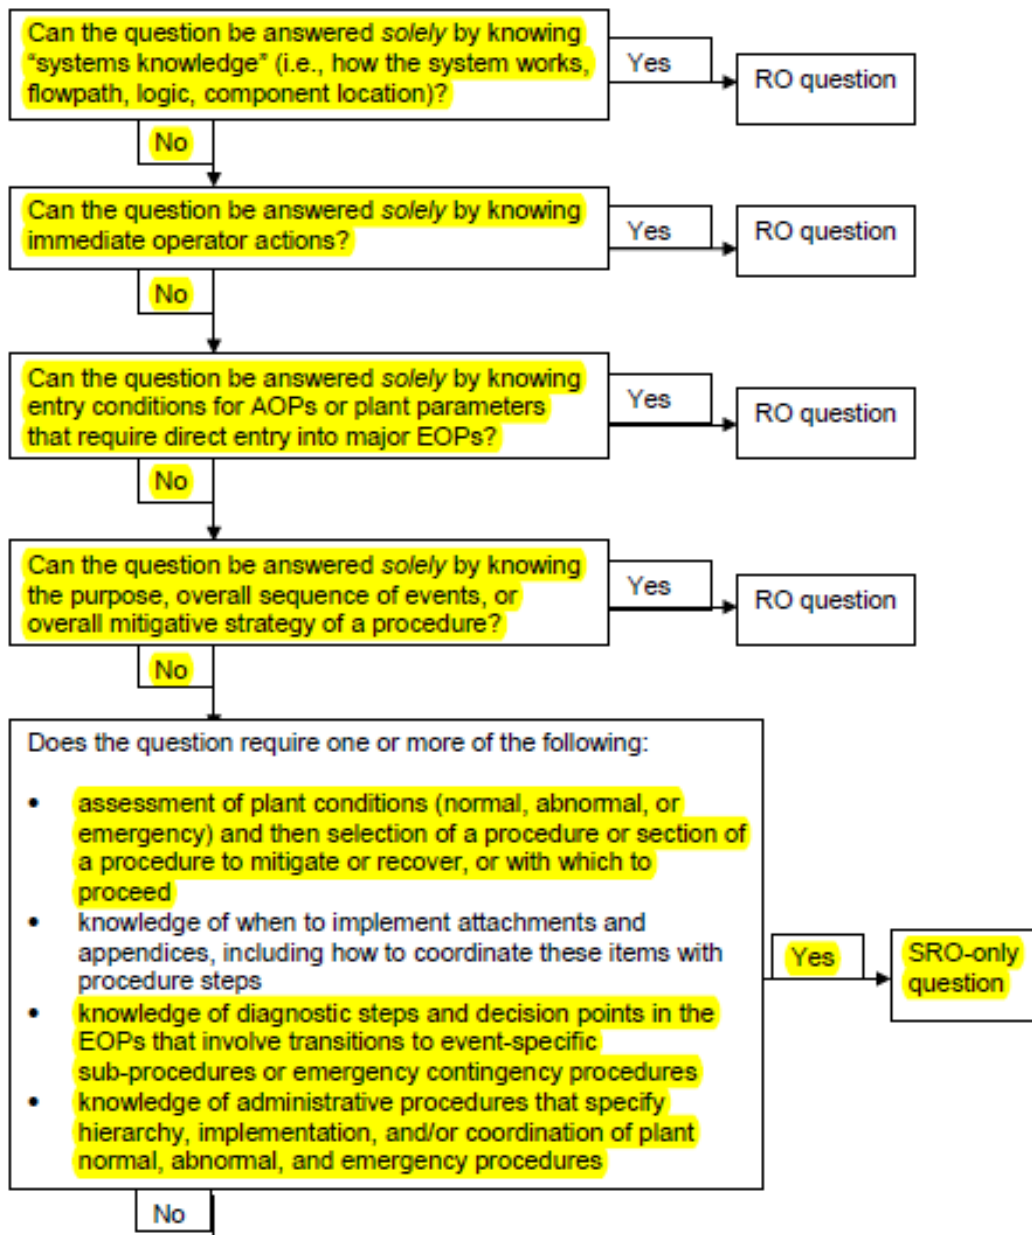 Can the question be answered solely by knowing
“systems knowledge” (i.e., how the system works,
flowpath, logic, component location)?
Yes
RO question
No
Can the question be answered solely by knowing
immediate operator actions?
Yes
RO question
No
Can the question be answered solely by knowing
entry conditions for AOPs or plant parameters
that require direct entry into major EOPs?
Yes
RO question
No
Can the question be answered solely by knowing
the purpose, overall sequence of events, or
overall mitigative strategy of a procedure?
Yes
RO question
No
Does the question require one or more of the following:
• assessment of plant conditions (normal, abnormal, or
emergency) and then selection of a procedure or section of
a procedure to mitigate or recover, or with which to
proceed
• knowledge of when to implement attachments and
appendices, including how to coordinate these items with
procedure steps
• knowledge of diagnostic steps and decision points in the
EOPs that involve transitions to event-specific
sub-procedures or emergency contingency procedures
• knowledge of administrative procedures that specify
hierarchy, implementation, and/or coordination of plant
normal, abnormal, and emergency procedures
Yes
SRO-only
question
No